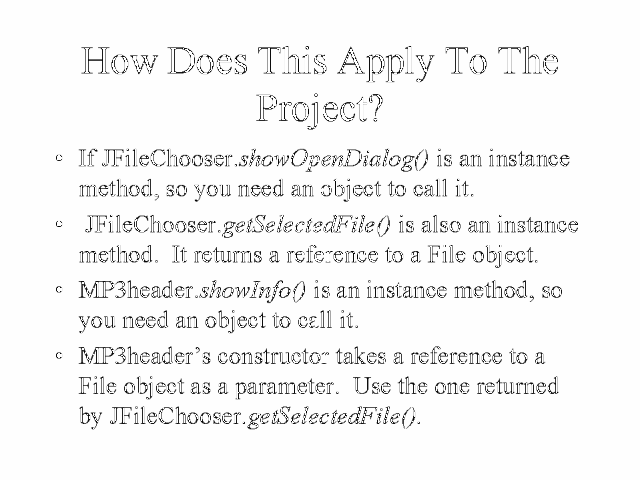 How Does This Apply To The
Project?
◦ If JFileChooser.showOpenDialog() is an instance
method, so you need an object to call it.
◦ JFileChooser.getSelectedFile() is also an instance
method. It returns a reference to a File object.
◦ MP3header.showInfo() is an instance method, so
you need an object to call it.
◦ MP3header’s constructor takes a reference to a
File object as a parameter. Use the one returned
by JFileChooser.getSelectedFile().